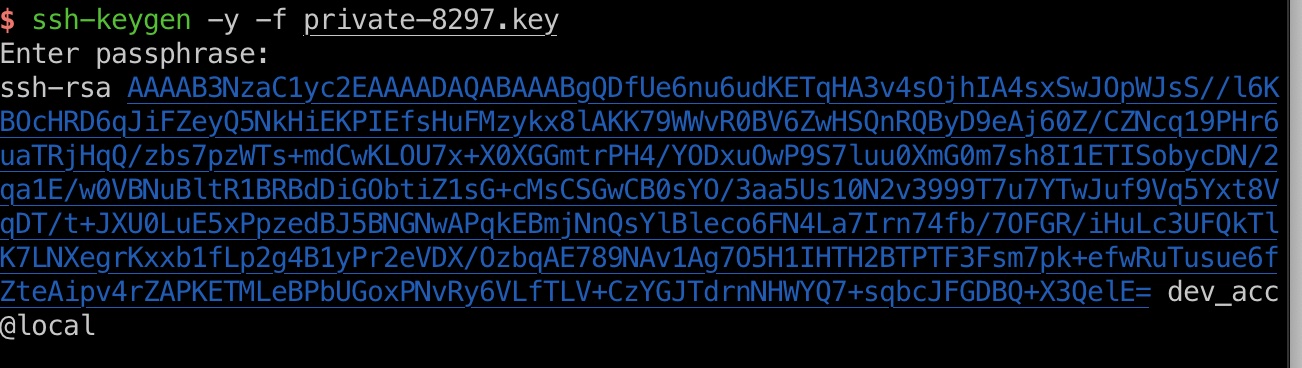 $ ssh-keygen -y -f private-8297.key
Enter passphrase:
ssh-rsa AAAAB3NzaC1yc2EAAAADAQABAAABgQDfUe6nu6udKETqHA3v4sOjhIA4sxSwJOpWJsS//l6K
BOcHRD6qJiFZeyQ5NkHiEKPIEfsHuFMzykx8lAKK79WWvR0BV6ZwHSQnRQByD9eAj60Z/CZNcq19PHr6
uaTRjHqQ/zbs7pzWTs+mdCwKLOU7x+X0XGGmtrPH4/YODxuOwP9S7luu0XmG0m7sh8I1ETISobycDN/2
qa1E/w0VBNuBltR1BRBdDiGObtiZ1sG+cMsCSGwCB0sYO/3aa5Us10N2v3999T7u7YTwJuf9Vq5Yxt8V
qDT/t+JXU0LuE5xPpzedBJ5BNGNwAPqkEBmjNnQsYlBleco6FN4La7Irn74fb/7OFGR/iHuLc3UFQkTl
K7LNXegrKxxb1fLp2g4B1yPr2eVDX/OzbqAE789NAv1Ag7O5H1IHTH2BTPTF3Fsm7pk+efwRuTusue6f
ZteAipv4rZAPKETMLeBPbUGoxPNvRy6VLfTLV+CzYGJTdrnNHWYQ7+sqbcJFGDBQ+X3QelE= dev_acc
@local